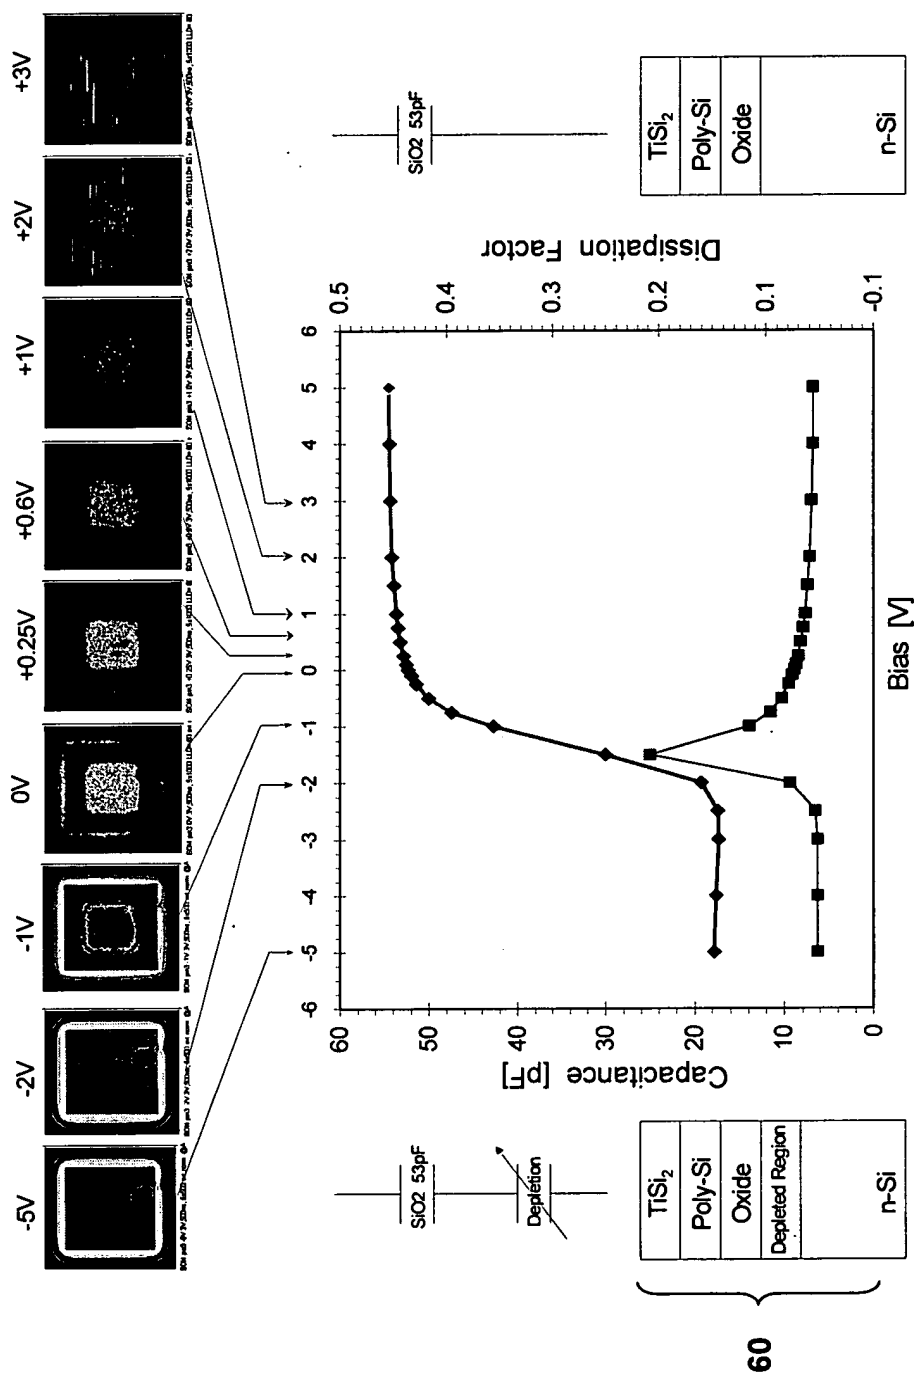 -5V
-2V
-1V
0V
+0.25V
+0.6V
+1V
+2V
+3V
SiO2 53pF
Depletion
TiSi₂
Poly-Si
Oxide
Depleted Region
n-Si
60
Capacitance [pF]
60
50
40
30
20
10
0
-6
-5
-4
-3
-2
-1
0
1
2
3
4
5
6
Bias [V]
0.5
0.4
0.3
0.2
0.1
-0.1
Dissipation Factor
SiO2 53pF
TiSi₂
Poly-Si
Oxide
n-Si